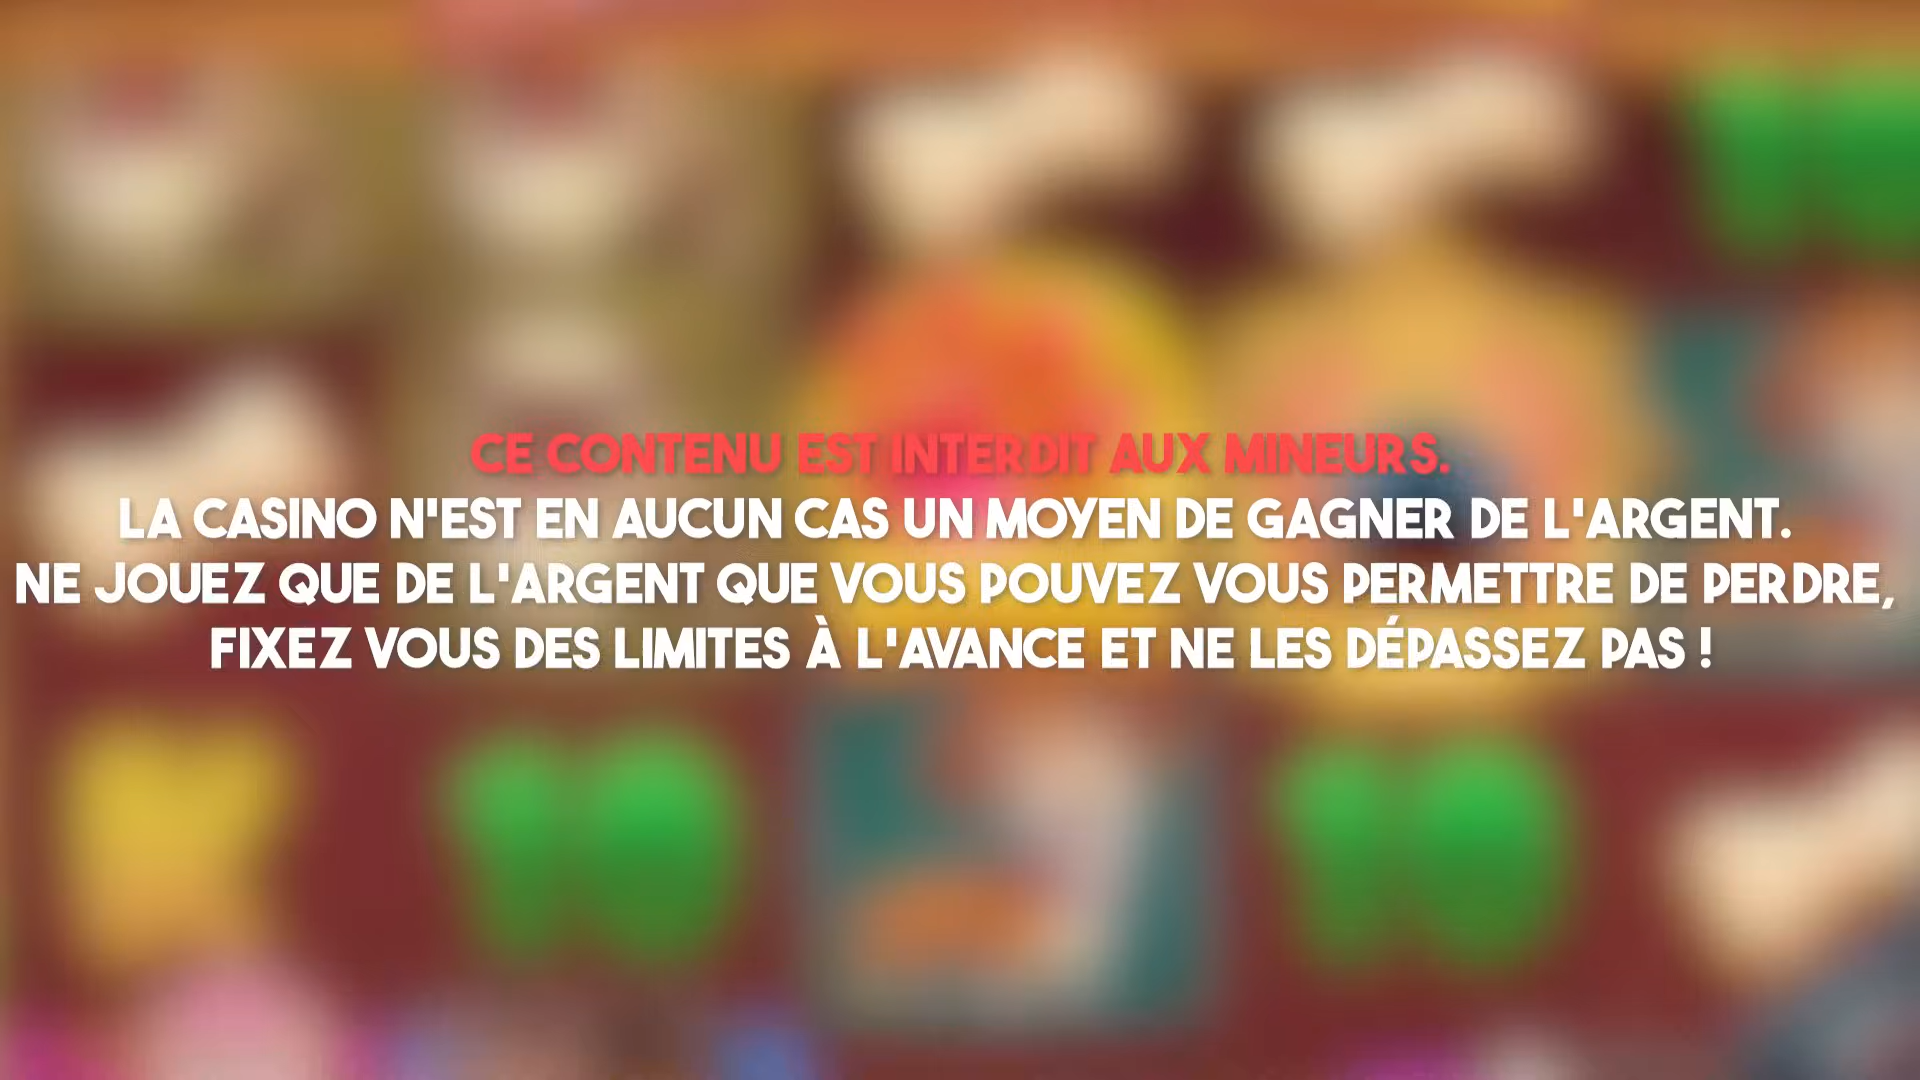 CE CONTENU EST INTERDIT AUX MINEURS.
LA CASINO N'EST EN AUCUN CAS UN MOYEN DE GAGNER DE L'ARGENT.
NE JOUEZ QUE DE L'ARGENT QUE VOUS POUVEZ VOUS PERMETTRE DE PERDRE,
FIXEZ VOUS DES LIMITES À L'AVANCE ET NE LES DÉPASSEZ PAS !